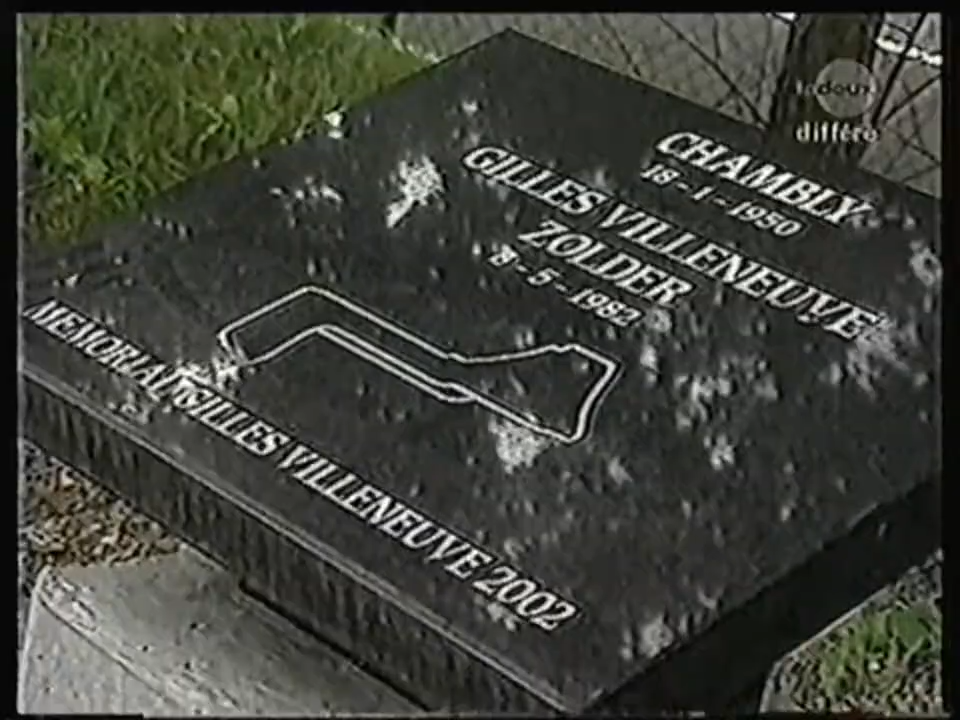 CHAMBLY
18-1-1950
GILLES VILLENEUVE
ZOLDER
8-5-1982
MEMORIAL GILLES VILLENEUVE 2002
différé